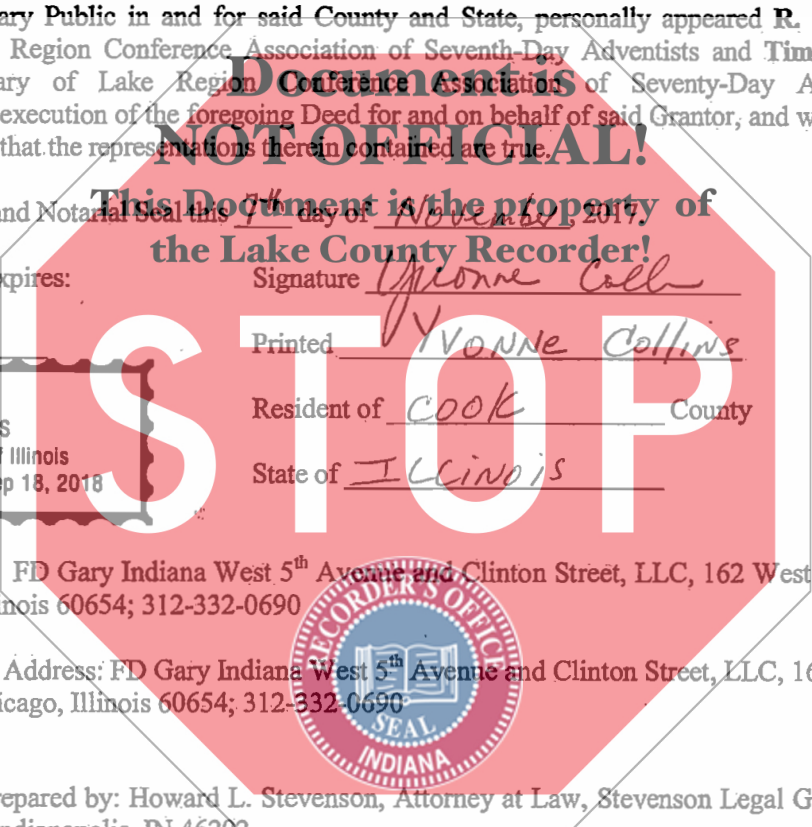 ary Public in and for said County and State, personally appeared R.
Region Conference Association of Seventh-Day Adventists and Tim
ary of Lake Region Conference Association of Seventy-Day A
execution of the foregoing Deed for and on behalf of said Grantor, and w
that the representations therein contained are true.
Document is
NOT OFFICIAL!
This Document is the property of
the Lake County Recorder!
and Notarial Seal this 7th day of November, 2017.
xpires:
Signature Yvonne Coll
Printed Yvonne Collins
Resident of COOK County
State of ILLINOIS
STOP
S
f Illinois
ep 18, 2018
FD Gary Indiana West 5th Avenue and Clinton Street, LLC, 162 West
inois 60654; 312-332-0690
Address: FD Gary Indiana West 5th Avenue and Clinton Street, LLC, 16
icago, Illinois 60654; 312-332-0690
RECORDER'S OFFICE
SEAL
INDIANA
repared by: Howard L. Stevenson, Attorney at Law, Stevenson Legal G